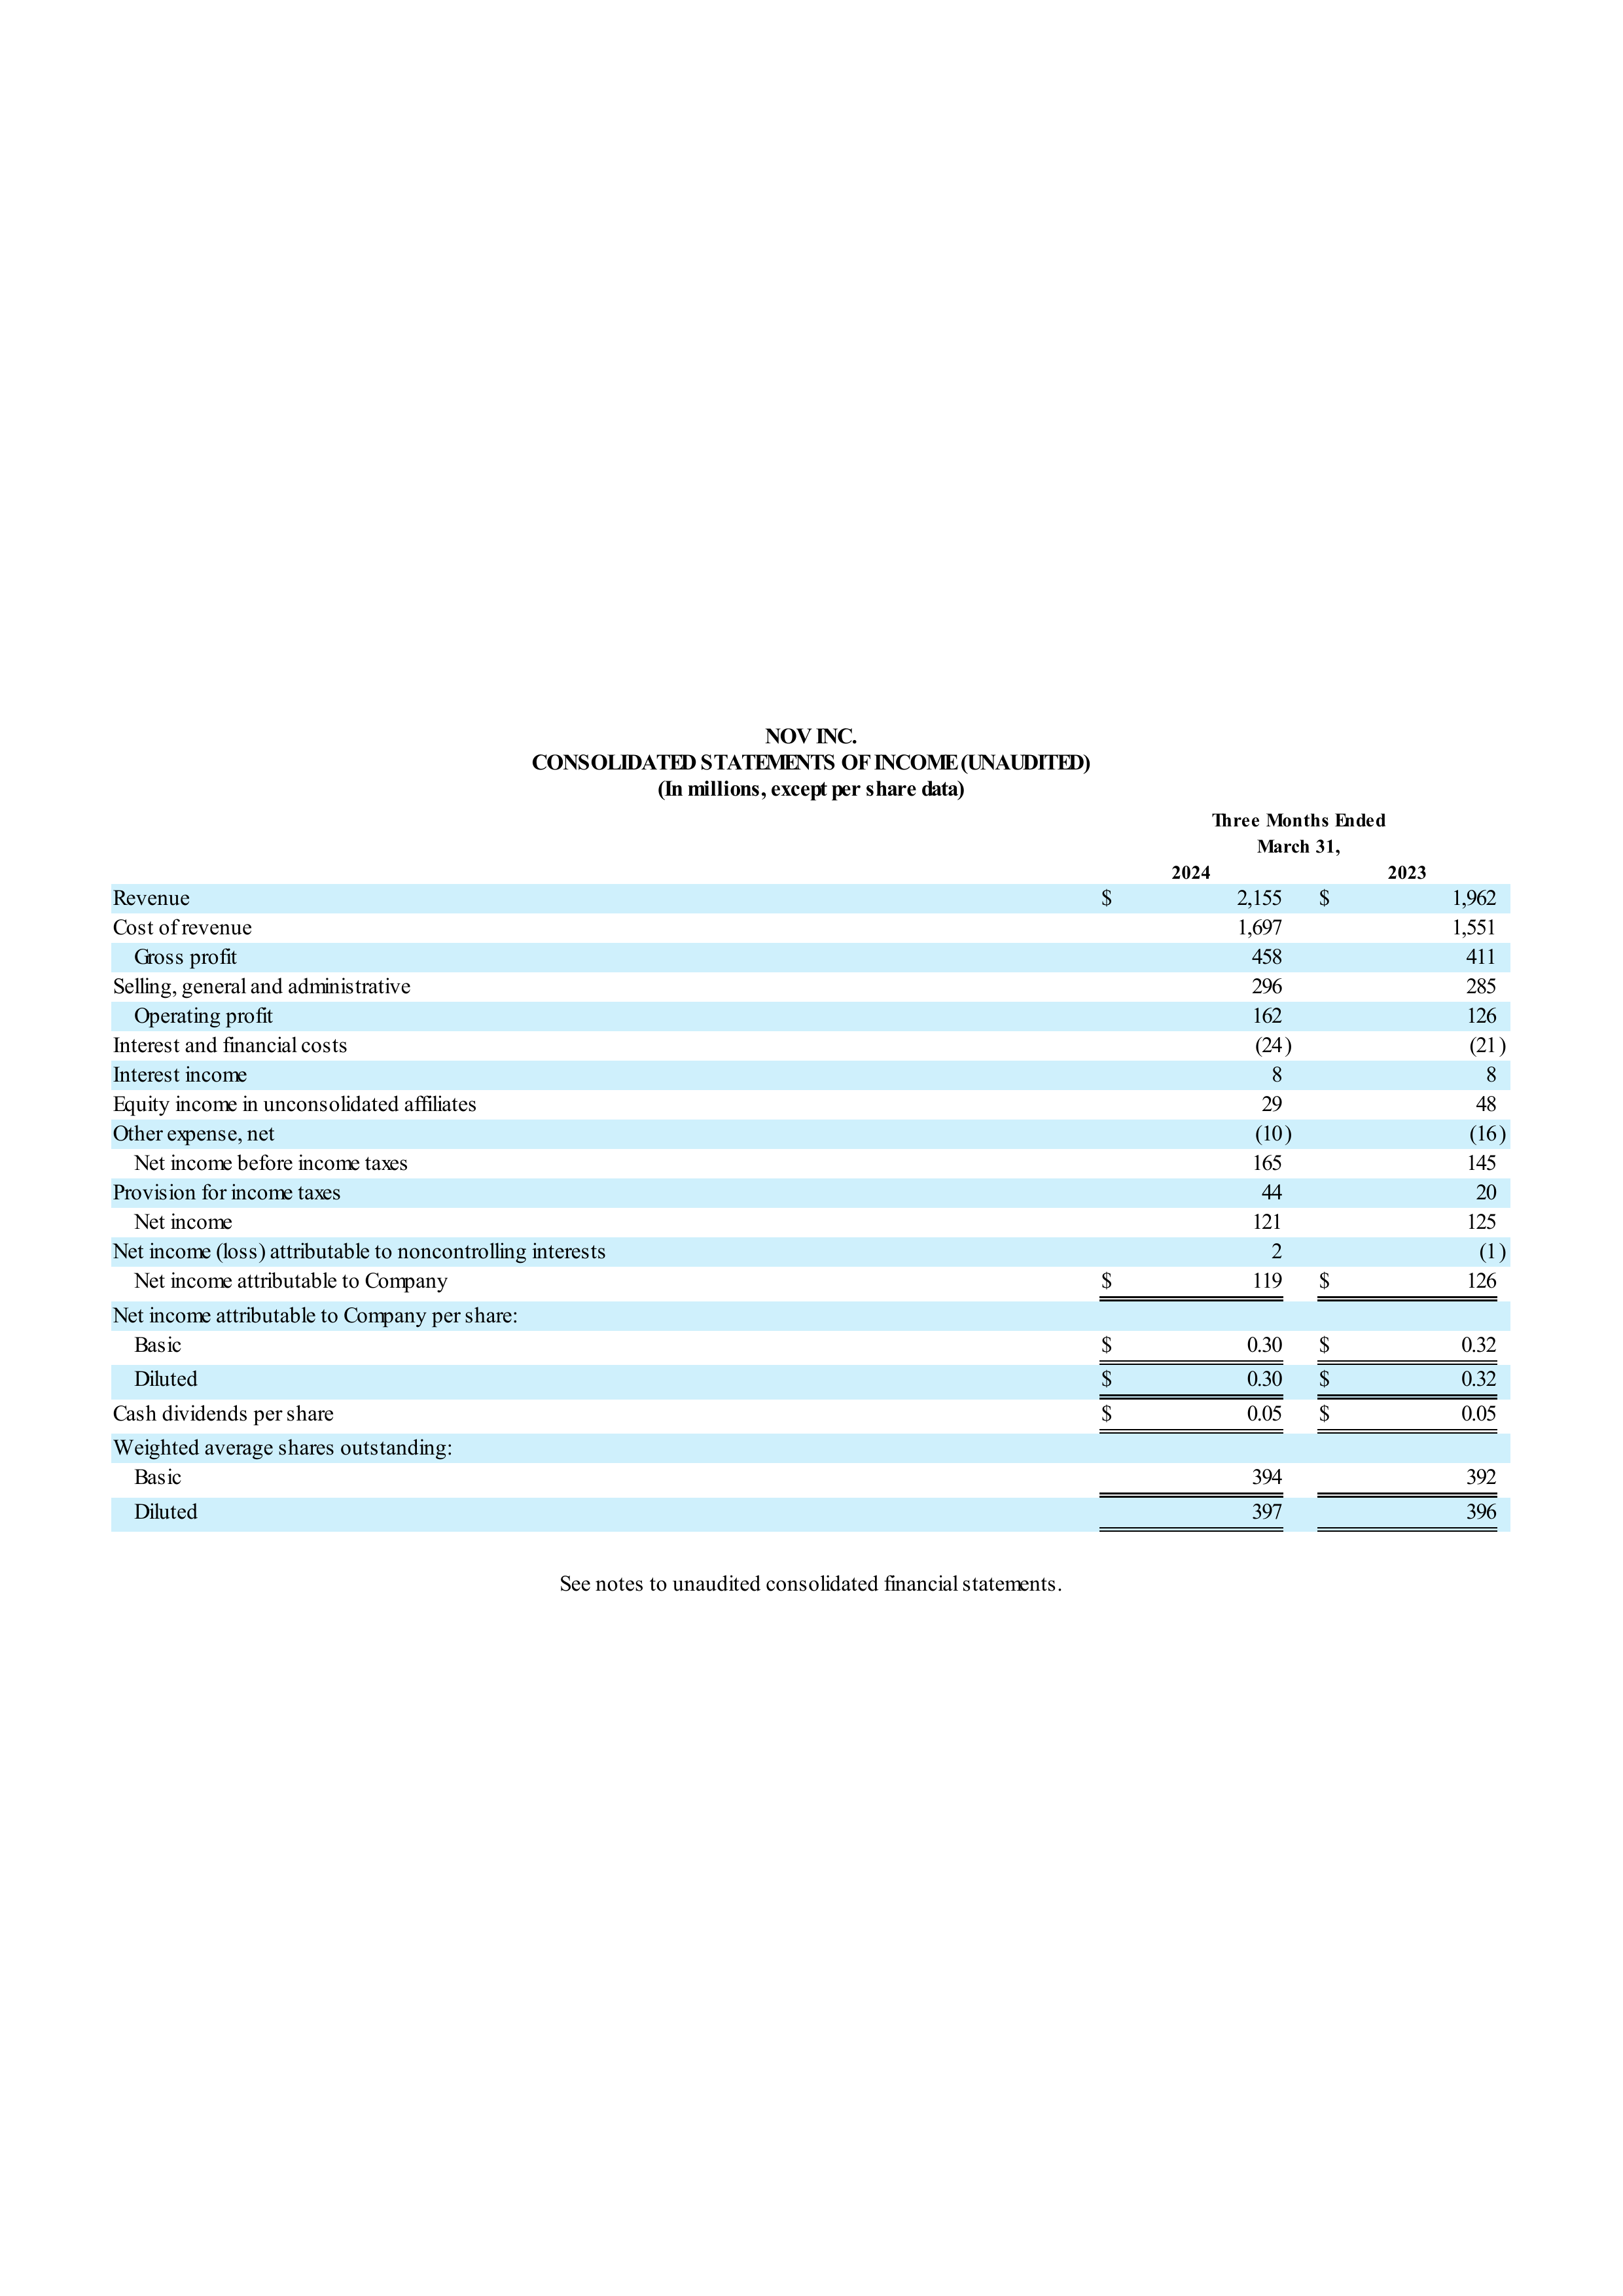 NOV INC.
CONSOLIDATED STATEMENTS OF INCOME (UNAUDITED)
(In millions, except per share data)
Three Months Ended
March 31,
2024 2023
Revenue $ 2,155 $ 1,962
Cost of revenue 1,697 1,551
Gross profit 458 411
Selling, general and administrative 296 285
Operating profit 162 126
Interest and financial costs (24) (21)
Interest income 8 8
Equity income in unconsolidated affiliates 29 48
Other expense, net (10) (16)
Net income before income taxes 165 145
Provision for income taxes 44 20
Net income 121 125
Net income (loss) attributable to noncontrolling interests 2 (1)
Net income attributable to Company $ 119 $ 126
Net income attributable to Company per share:
Basic $ 0.30 $ 0.32
Diluted $ 0.30 $ 0.32
Cash dividends per share $ 0.05 $ 0.05
Weighted average shares outstanding:
Basic 394 392
Diluted 397 396
See notes to unaudited consolidated financial statements.